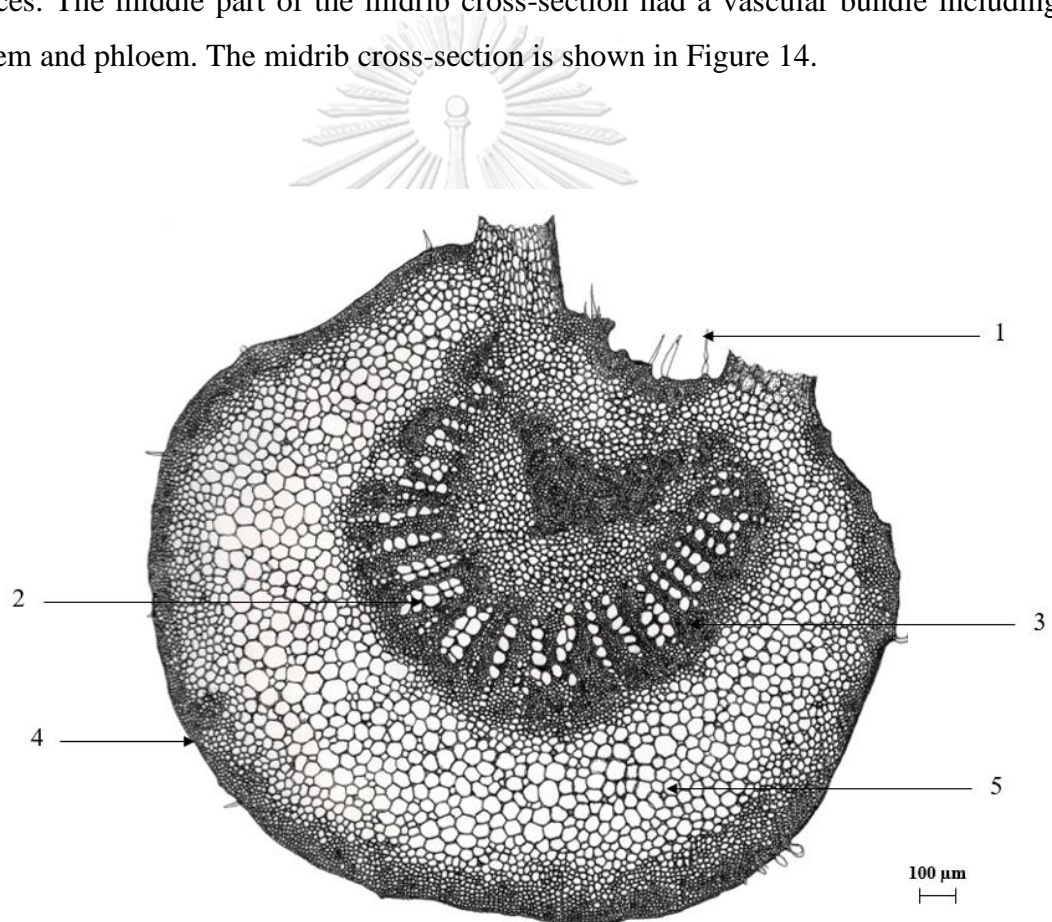 ces. The middle part of the midrib cross-section had a vascular bundle including
em and phloem. The midrib cross-section is shown in Figure 14.
1
2
3
4
5
100 µm